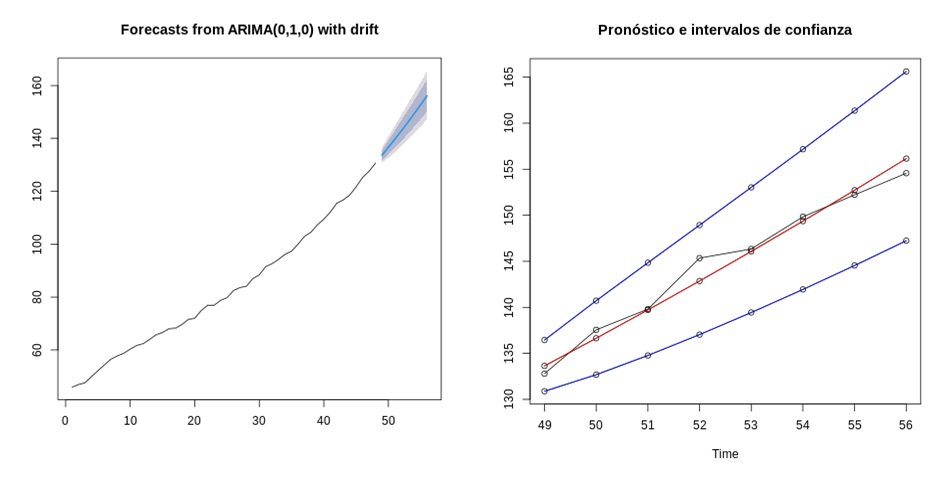 Forecasts from ARIMA(0,1,0) with drift
160
140
120
100
80
60
0 10 20 30 40 50
Pronóstico e intervalos de confianza
165
160
155
150
145
140
135
130
49 50 51 52 53 54 55 56
Time